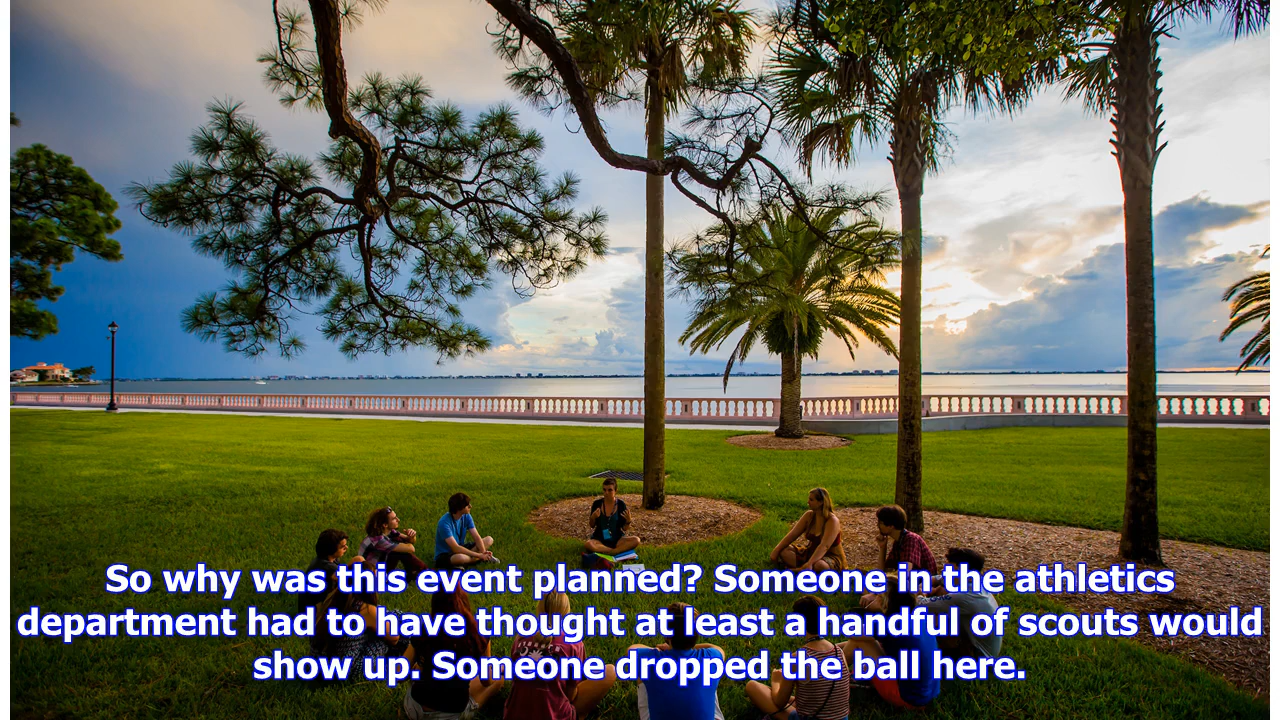 So why was this event planned? Someone in the athletics
department had to have thought at least a handful of scouts would
show up. Someone dropped the ball here.